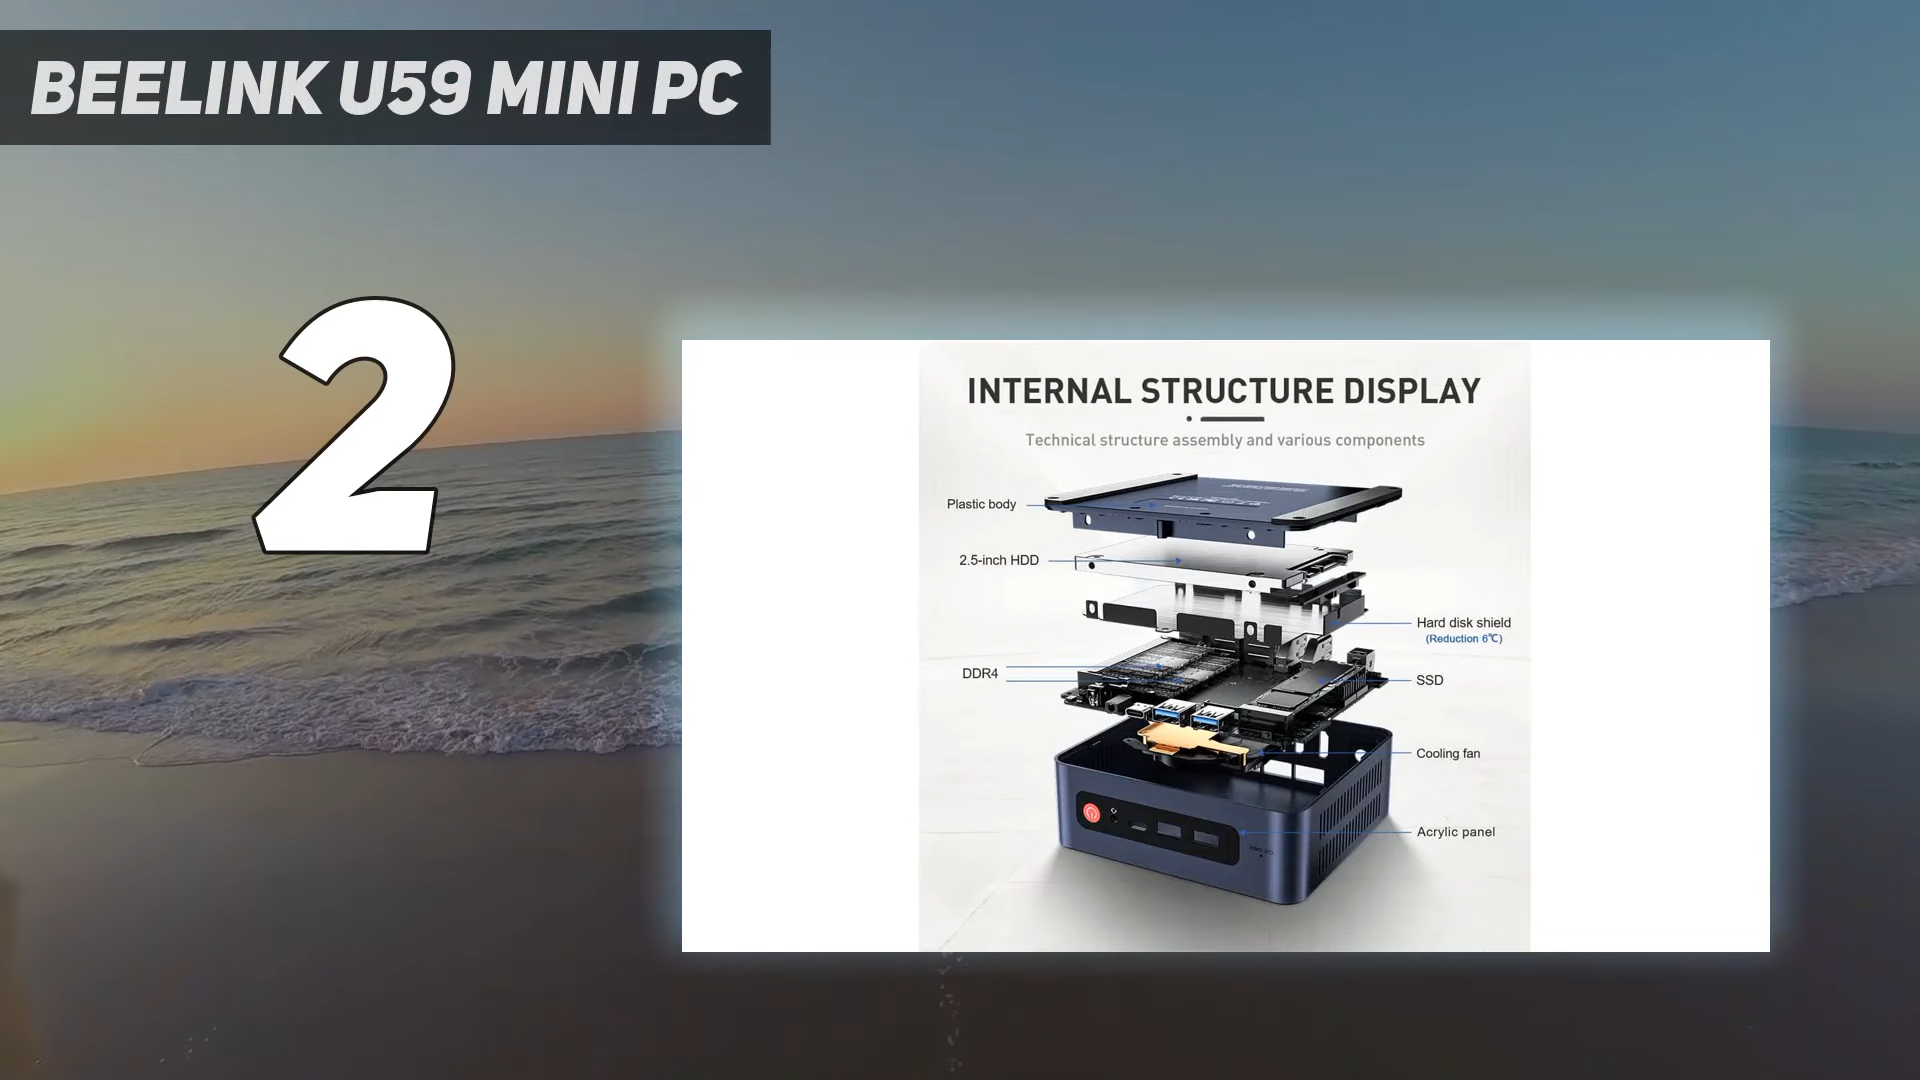 BEELINK U59 MINI PC
2
INTERNAL STRUCTURE DISPLAY
Technical structure assembly and various components
Plastic body
2.5-inch HDD
Hard disk shield
(Reduction 6℃)
DDR4
SSD
Cooling fan
Acrylic panel